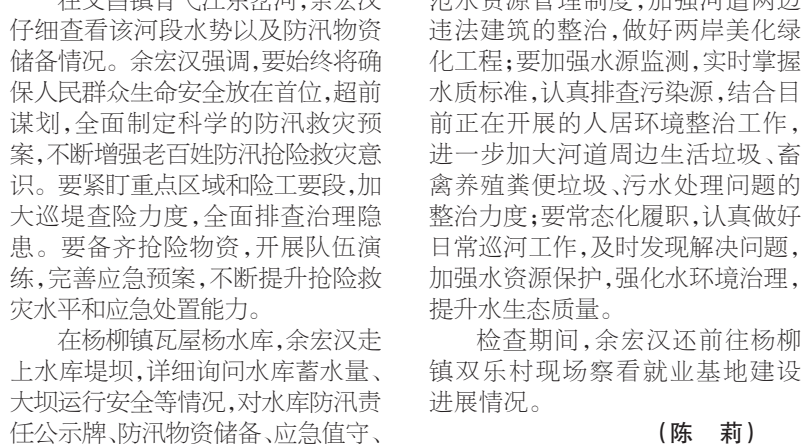 在文昌镇青弋江东岔河，余宏汉
仔细查看该河段水势以及防汛物资
储备情况。余宏汉强调，要始终将确
保人民群众生命安全放在首位，超前
谋划，全面制定科学的防汛救灾预
案，不断增强老百姓防汛抢险救灾意
识。要紧盯重点区域和险工要段，加
大巡堤查险力度，全面排查治理隐
患。要备齐抢险物资，开展队伍演
练，完善应急预案，不断提升抢险救
灾水平和应急处置能力。
在杨柳镇瓦屋杨水库，余宏汉走
上水库堤坝，详细询问水库蓄水量、
大坝运行安全等情况，对水库防汛责
任公示牌、防汛物资储备、应急值守、
范水资源管理制度，加强河道两边
违法建筑的整治，做好两岸美化绿
化工程；要加强水源监测，实时掌握
水质标准，认真排查污染源，结合目
前正在开展的人居环境整治工作，
进一步加大河道周边生活垃圾、畜
禽养殖粪便垃圾、污水处理问题的
整治力度；要常态化履职，认真做好
日常巡河工作，及时发现解决问题，
加强水资源保护，强化水环境治理，
提升水生态质量。
检查期间，余宏汉还前往杨柳
镇双乐村现场察看就业基地建设
进展情况。
（陈　莉）